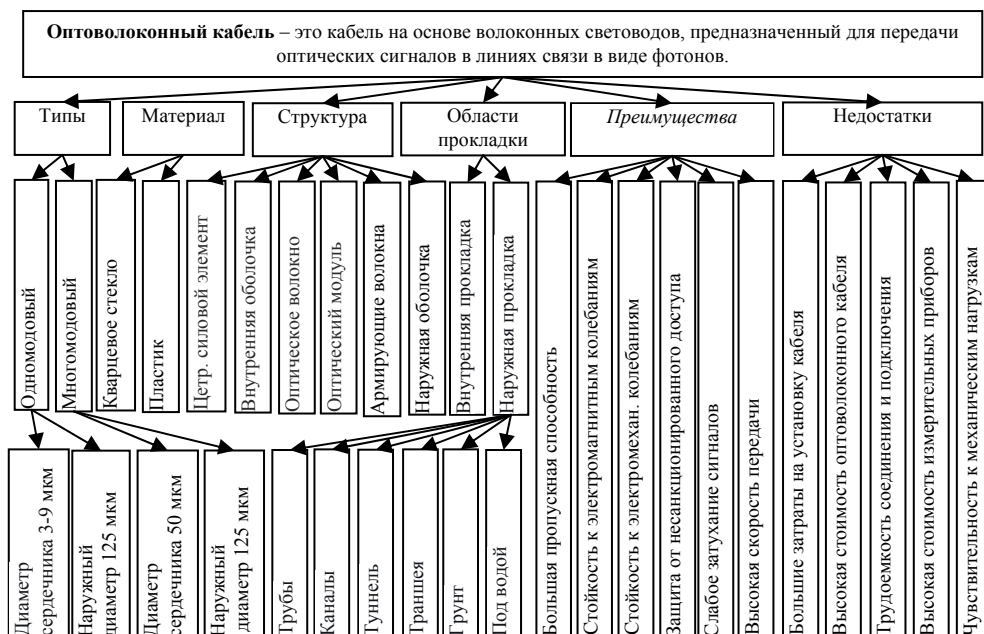 Оптоволоконный кабель – это кабель на основе волоконных световодов, предназначенный для передачи
оптических сигналов в линиях связи в виде фотонов.
Типы
Материал
Структура
Области
прокладки
Преимущества
Недостатки
Одномодовый
Многомодовый
Кварцевое стекло
Пластик
Цетр. силовой элемент
Внутренняя оболочка
Оптическое волокно
Оптический модуль
Армирующие волокна
Наружная оболочка
Внутренняя прокладка
Наружная прокладка
Большая пропускная способность
Стойкость к электромагнитным колебаниям
Стойкость к электромехан. колебаниям
Защита от несанкционированного доступа
Слабое затухание сигналов
Высокая скорость передачи
Большие затраты на установку кабеля
Высокая стоимость оптоволоконного кабеля
Трудоемкость соединения и подключения
Высокая стоимость измерительных приборов
Чувствительность к механическим нагрузкам
Диаметр
сердечника 3-9 мкм
Наружный
диаметр 125 мкм
Диаметр
сердечника 50 мкм
Наружный
диаметр 125 мкм
Трубы
Каналы
Туннель
Траншея
Грунт
Под водой